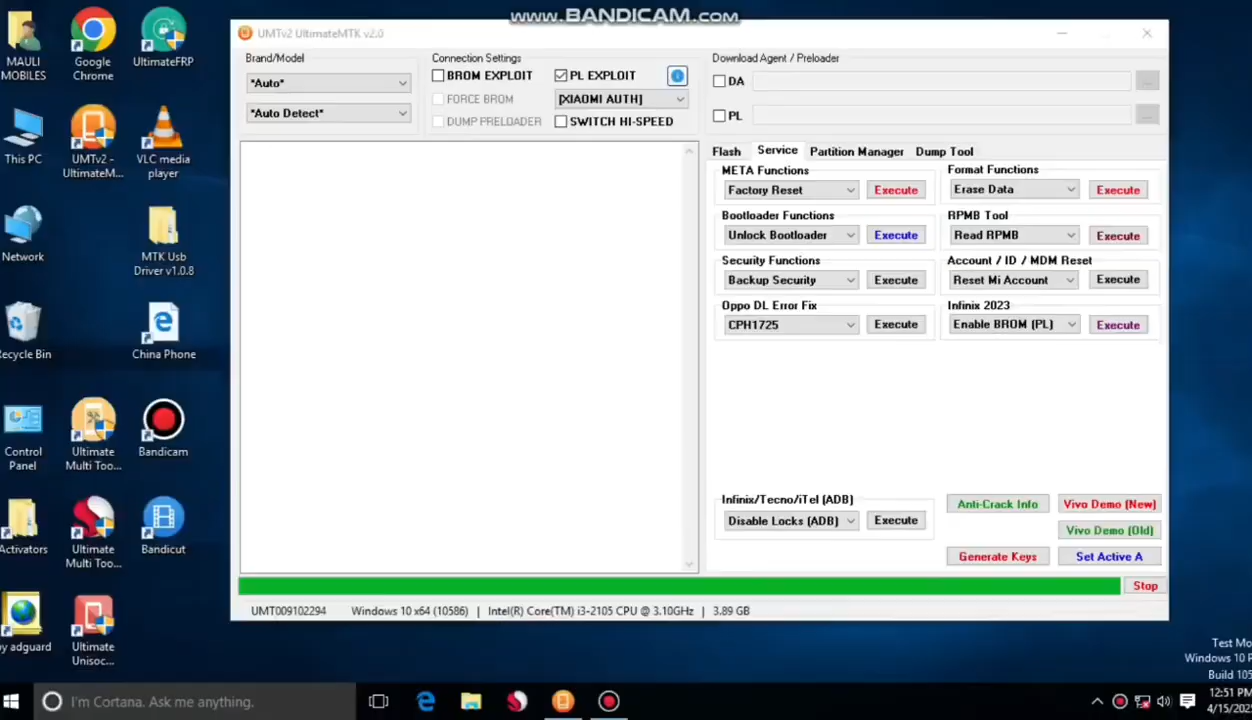 www.BANDICAM.com
MAULI
MOBILES
Google
Chrome
UltimateFRP
This PC
UMTv2 -
UltimateM...
VLC media
player
Network
MTK Usb
Driver v1.0.8
Recycle Bin
China Phone
Control
Panel
Ultimate
Multi Too...
Bandicam
Activators
Ultimate
Multi Too...
Bandicut
by adguard
Ultimate
Unisoc...
UMTv2 UltimateMTK v2.0
Brand/Model
*Auto*
*Auto Detect*
Connection Settings
BROM EXPLOIT
PL EXPLOIT
FORCE BROM
[XIAOMI AUTH]
DUMP PRELOADER
SWITCH HI-SPEED
Download Agent / Preloader
DA
...
PL
...
Flash
Service
Partition Manager
Dump Tool
META Functions
Factory Reset
Execute
Format Functions
Erase Data
Execute
Bootloader Functions
Unlock Bootloader
Execute
RPMB Tool
Read RPMB
Execute
Security Functions
Backup Security
Execute
Account / ID / MDM Reset
Reset Mi Account
Execute
Oppo DL Error Fix
CPH1725
Execute
Infinix 2023
Enable BROM (PL)
Execute
Infinix/Tecno/iTel (ADB)
Disable Locks (ADB)
Execute
Anti-Crack Info
Vivo Demo (New)
Vivo Demo (Old)
Generate Keys
Set Active A
Stop
UMT009102294
Windows 10 x64 (10586) | Intel(R) Core(TM) i3-2105 CPU @ 3.10GHz | 3.89 GB
Test Mo
Windows 10 P
Build 105
I'm Cortana. Ask me anything.
12:51 PM
4/15/202